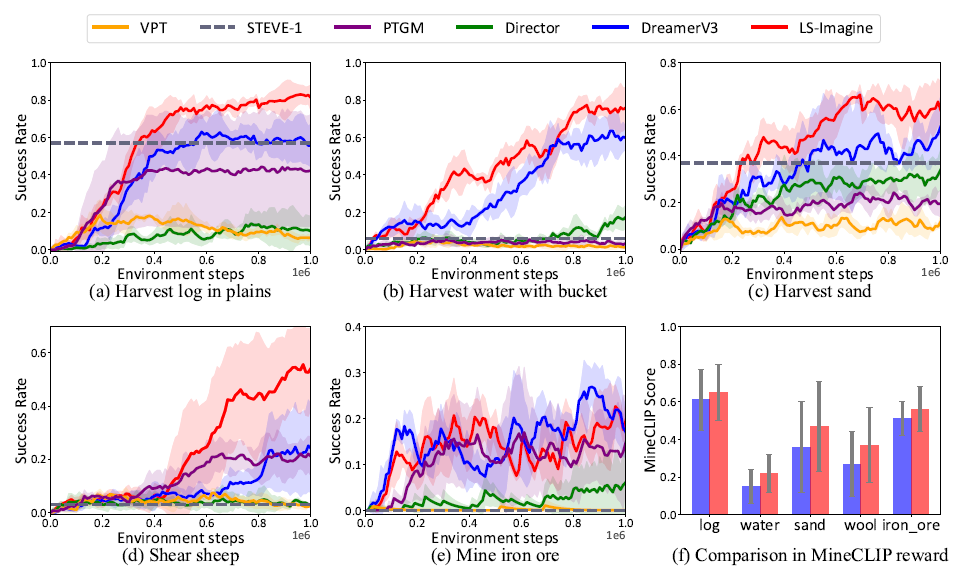 VPT STEVE-1 PTGM Director DreamerV3 LS-Imagine
Success Rate
1.0
0.8
0.6
0.4
0.2
0.0
0.0 0.2 0.4 0.6 0.8 1.0
Environment steps 1e6
(a) Harvest log in plains
Success Rate
1.0
0.8
0.6
0.4
0.2
0.0
0.0 0.2 0.4 0.6 0.8 1.0
Environment steps 1e6
(b) Harvest water with bucket
Success Rate
0.8
0.6
0.4
0.2
0.0
0.0 0.2 0.4 0.6 0.8 1.0
Environment steps 1e6
(c) Harvest sand
Success Rate
0.6
0.4
0.2
0.0
0.0 0.2 0.4 0.6 0.8 1.0
Environment steps 1e6
(d) Shear sheep
Success Rate
0.4
0.3
0.2
0.1
0.0
0.0 0.2 0.4 0.6 0.8 1.0
Environment steps 1e6
(e) Mine iron ore
MineCLIP Score
1.0
0.8
0.6
0.4
0.2
0.0
log water sand wool iron_ore
(f) Comparison in MineCLIP reward